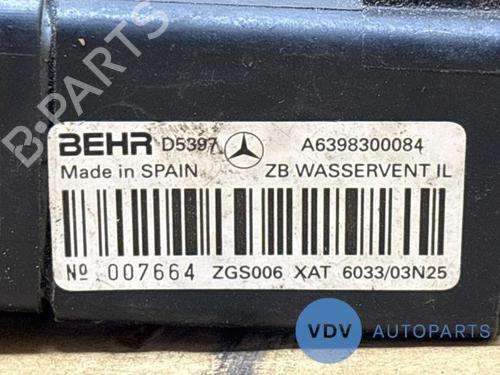 B-PARTS
BEHR D5397 A6398300084
Made in SPAIN ZB WASSERVENT IL
Nº 007664 ZGS006 XAT 6033/03N25
VDV AUTOPARTS